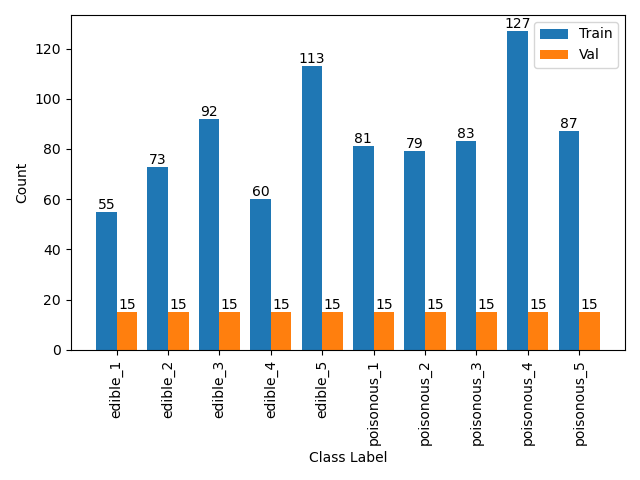 127
Train
Val
120
113
100
92
87
83
81
79
80
73
60
60
55
40
20
15 15 15 15 15 15 15 15 15 15
0
Count
edible_1
edible_2
edible_3
edible_4
edible_5
poisonous_1
poisonous_2
poisonous_3
poisonous_4
poisonous_5
Class Label